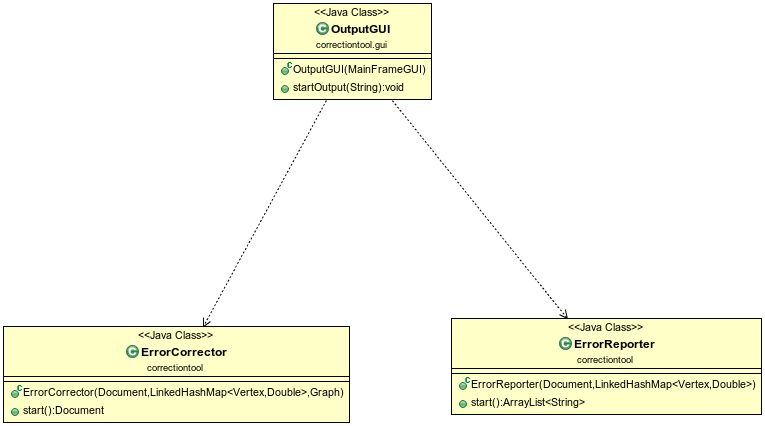 <<Java Class>>
OutputGUI
correctiontool.gui
OutputGUI(MainFrameGUI)
startOutput(String):void
<<Java Class>>
ErrorCorrector
correctiontool
ErrorCorrector(Document,LinkedHashMap<Vertex,Double>,Graph)
start():Document
<<Java Class>>
ErrorReporter
correctiontool
ErrorReporter(Document,LinkedHashMap<Vertex,Double>)
start():ArrayList<String>